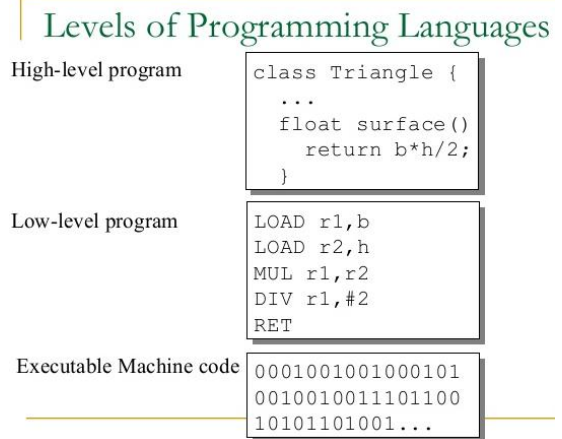 Levels of Programming Languages
High-level program
class Triangle {
...
float surface()
return b*h/2;
}
Low-level program
LOAD r1,b
LOAD r2,h
MUL r1,r2
DIV r1,#2
RET
Executable Machine code
0001001001000101
0010010011101100
10101101001...